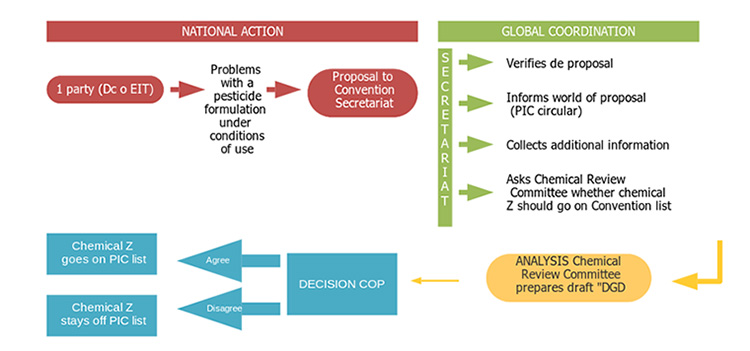 NATIONAL ACTION
1 party (Dc o EIT)
Problems
with a
pesticide
formulation
under
conditions
of use
Proposal to
Convention
Secretariat
GLOBAL COORDINATION
SECRETARIAT
Verifies de proposal
Informs world of proposal
(PIC circular)
Collects additional information
Asks Chemical Review
Committee whether chemical
Z should go on Convention list
ANALYSIS Chemical
Review Committee
prepares draft "DGD
DECISION COP
Agree
Chemical Z
goes on PIC list
Disagree
Chemical Z
stays off PIC list